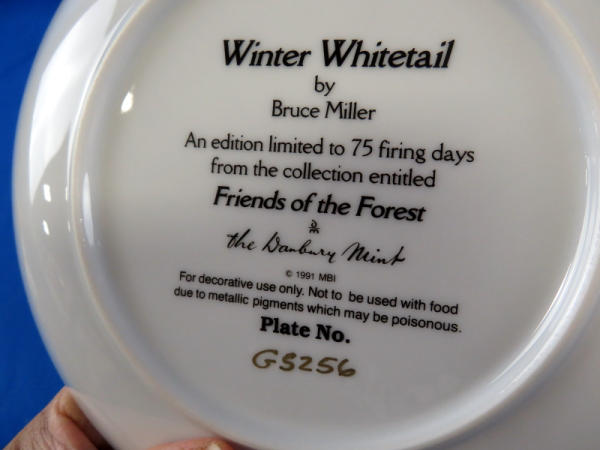 Winter Whitetail
by
Bruce Miller
An edition limited to 75 firing days
from the collection entitled
Friends of the Forest
the Danbury Mint
© 1991 MBI
For decorative use only. Not to be used with food
due to metallic pigments which may be poisonous.
Plate No.
GS256